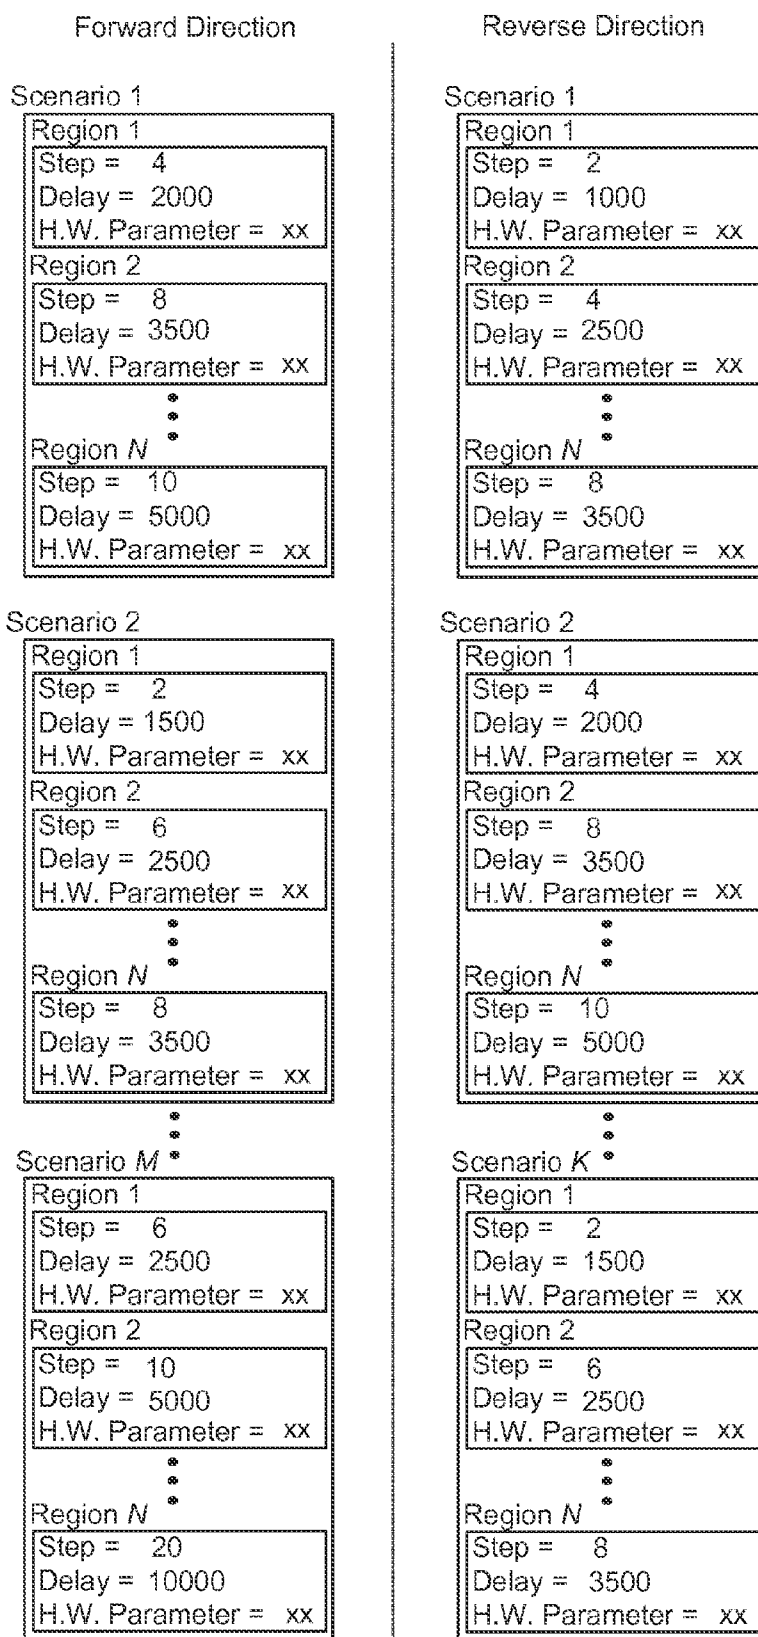 Forward Direction
Scenario 1
Region 1
Step = 4
Delay = 2000
H.W. Parameter = xx
Region 2
Step = 8
Delay = 3500
H.W. Parameter = xx
Region N
Step = 10
Delay = 5000
H.W. Parameter = xx
Scenario 2
Region 1
Step = 2
Delay = 1500
H.W. Parameter = xx
Region 2
Step = 6
Delay = 2500
H.W. Parameter = xx
Region N
Step = 8
Delay = 3500
H.W. Parameter = xx
Scenario M
Region 1
Step = 6
Delay = 2500
H.W. Parameter = xx
Region 2
Step = 10
Delay = 5000
H.W. Parameter = xx
Region N
Step = 20
Delay = 10000
H.W. Parameter = xx
Reverse Direction
Scenario 1
Region 1
Step = 2
Delay = 1000
H.W. Parameter = xx
Region 2
Step = 4
Delay = 2500
H.W. Parameter = xx
Region N
Step = 8
Delay = 3500
H.W. Parameter = xx
Scenario 2
Region 1
Step = 4
Delay = 2000
H.W. Parameter = xx
Region 2
Step = 8
Delay = 3500
H.W. Parameter = xx
Region N
Step = 10
Delay = 5000
H.W. Parameter = xx
Scenario K
Region 1
Step = 2
Delay = 1500
H.W. Parameter = xx
Region 2
Step = 6
Delay = 2500
H.W. Parameter = xx
Region N
Step = 8
Delay = 3500
H.W. Parameter = xx